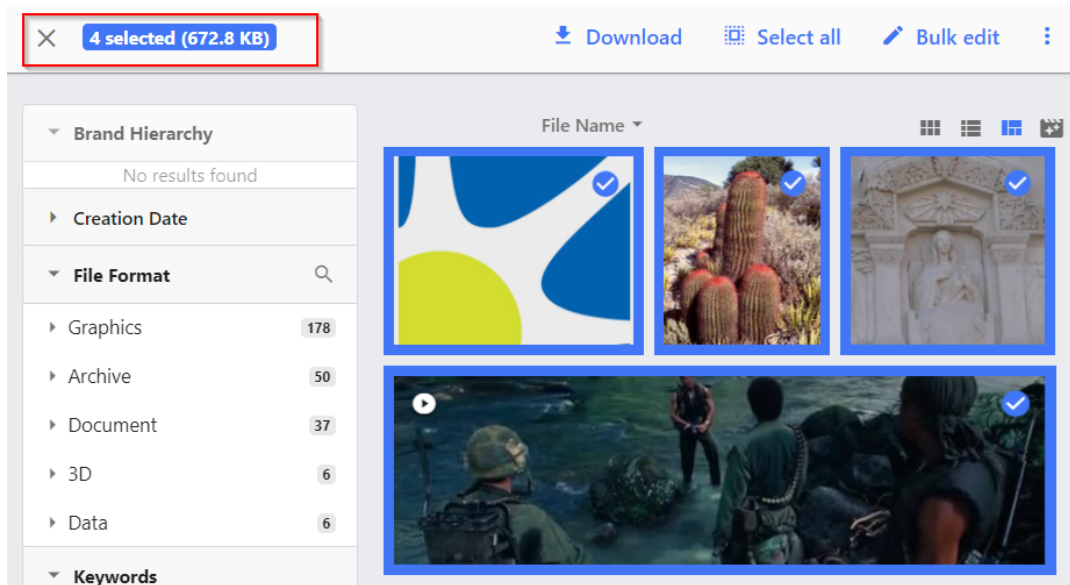 4 selected (672.8 KB)
Download
Select all
Bulk edit
Brand Hierarchy
No results found
Creation Date
File Format
Graphics 178
Archive 50
Document 37
3D 6
Data 6
Keywords
File Name